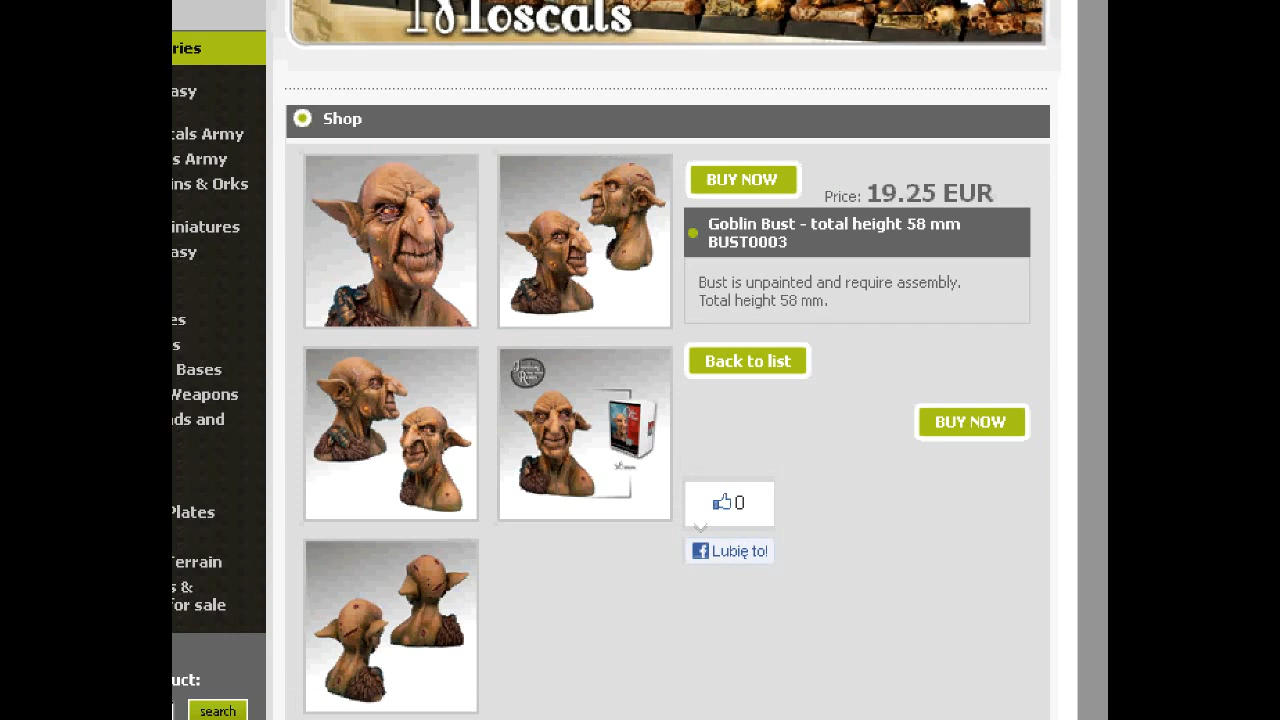 Moscals
ries
asy
cals Army
s Army
ins & Orks
iniatures
asy
es
s
Bases
Weapons
ds and
Plates
Terrain
s &
for sale
uct:
search
Shop
BUY NOW
Price: 19.25 EUR
Goblin Bust - total height 58 mm
BUST0003
Bust is unpainted and require assembly.
Total height 58 mm.
Back to list
BUY NOW
0
Lubię to!